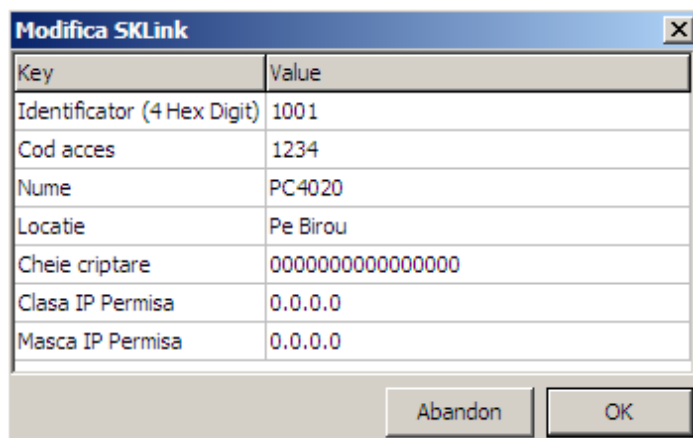 Modifica SKLink
Key Value
Identificator (4 Hex Digit) 1001
Cod acces 1234
Nume PC4020
Locatie Pe Birou
Cheie criptare 0000000000000000
Clasa IP Permisa 0.0.0.0
Masca IP Permisa 0.0.0.0
Abandon OK